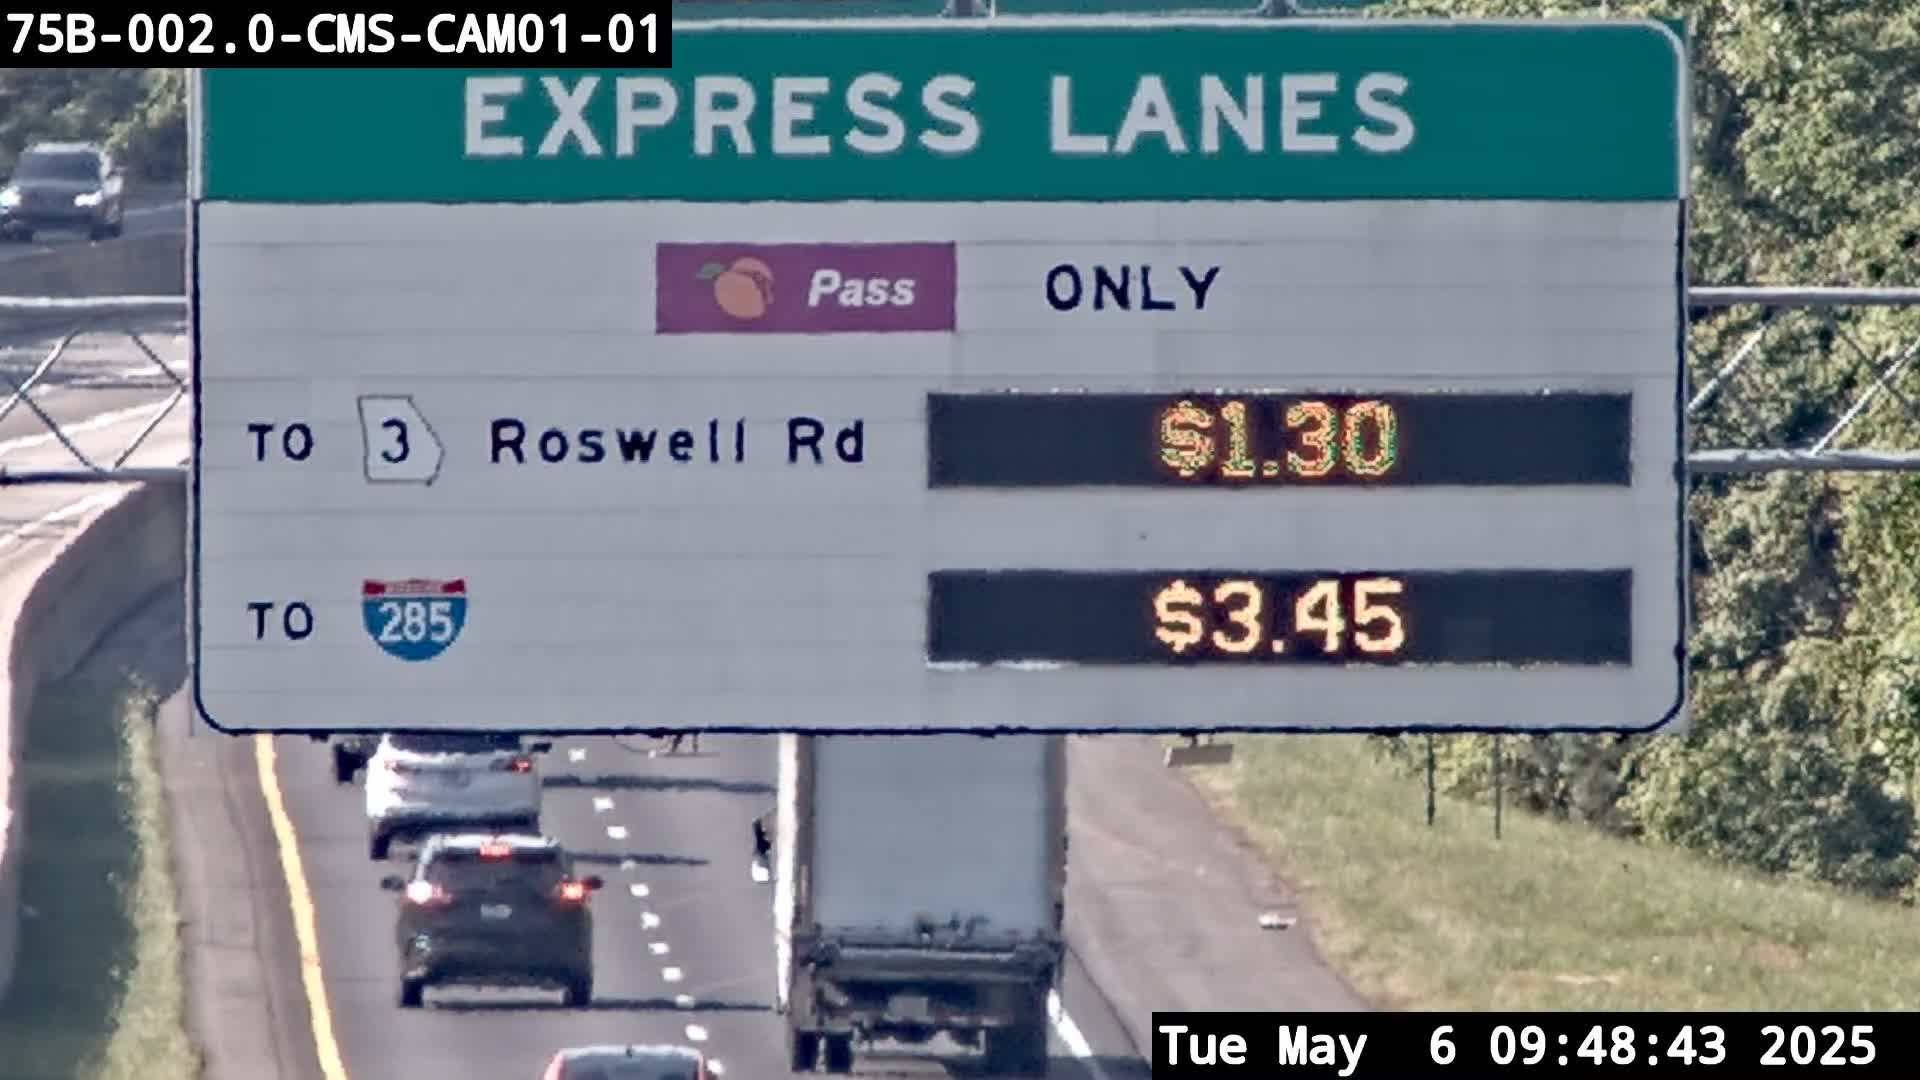 75B-002.0-CMS-CAM01-01
EXPRESS LANES
Pass ONLY
TO 3 Roswell Rd $1.30
TO 285 $3.45
Tue May 6 09:48:43 2025